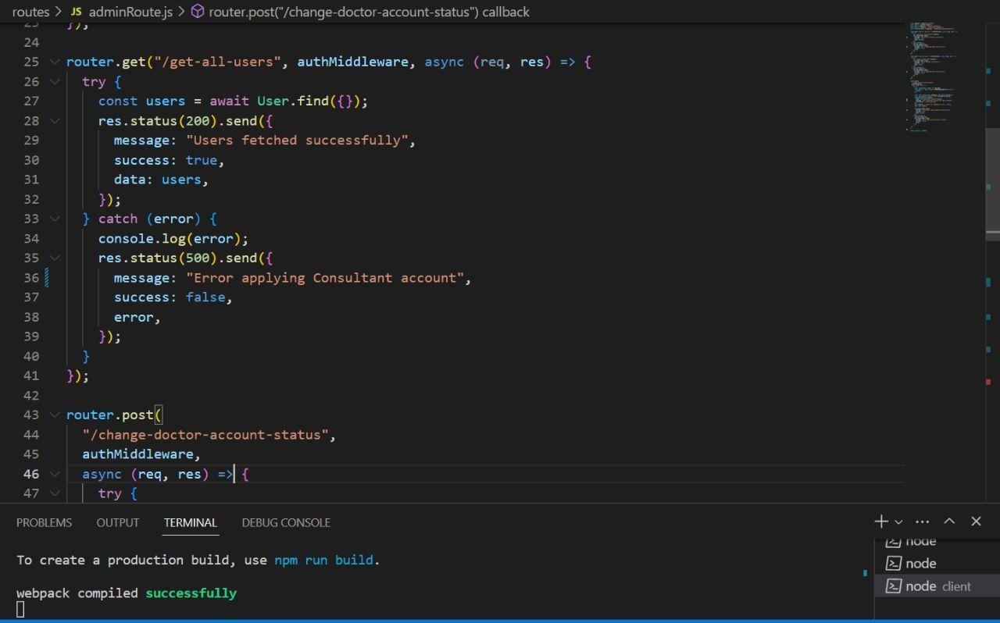 routes > JS adminRoute.js > router.post("/change-doctor-account-status") callback
23 });
24
25 router.get("/get-all-users", authMiddleware, async (req, res) => {
26 try {
27 const users = await User.find({});
28 res.status(200).send({
29 message: "Users fetched successfully",
30 success: true,
31 data: users,
32 });
33 } catch (error) {
34 console.log(error);
35 res.status(500).send({
36 message: "Error applying Consultant account",
37 success: false,
38 error,
39 });
40 }
41 });
42
43 router.post(
44 "/change-doctor-account-status",
45 authMiddleware,
46 async (req, res) => {
47 try {
PROBLEMS OUTPUT TERMINAL DEBUG CONSOLE
To create a production build, use npm run build.
webpack compiled successfully
node
node
node client